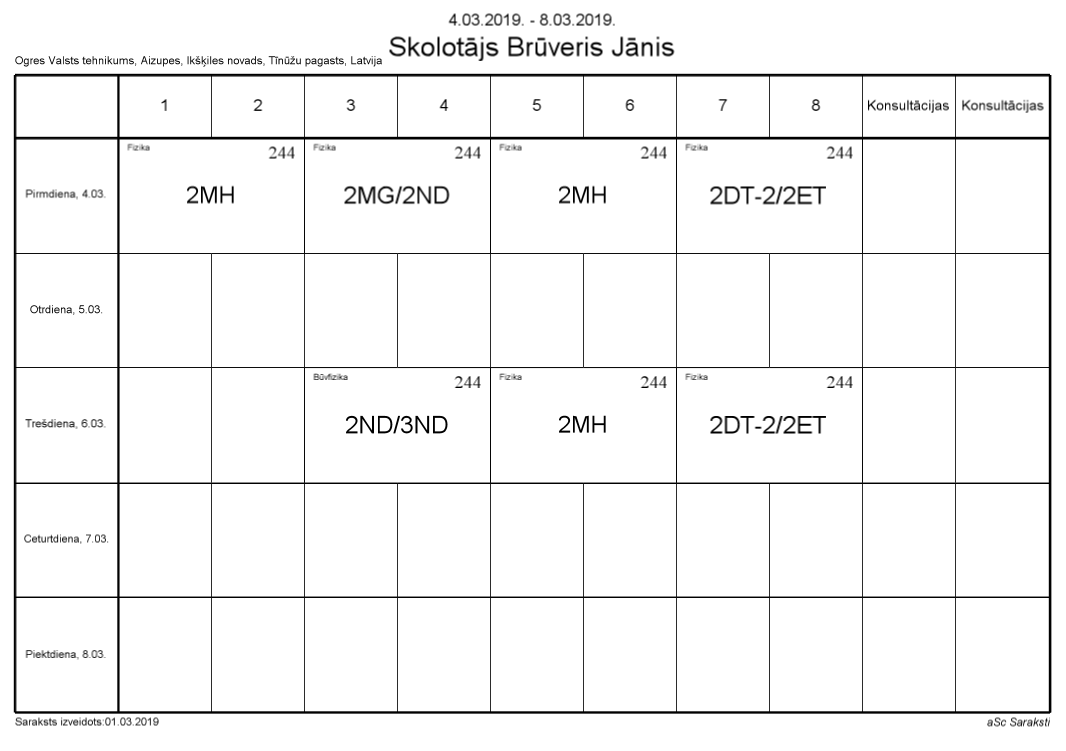 4.03.2019. - 8.03.2019.
Skolotājs Brūveris Jānis
Ogres Valsts tehnikums, Aizupes, Ikšķiles novads, Tīnūžu pagasts, Latvija
1 2 3 4 5 6 7 8 Konsultācijas Konsultācijas
Fizika 244 Fizika 244 Fizika 244 Fizika 244
Pirmdiena, 4.03. 2MH 2MG/2ND 2MH 2DT-2/2ET
Otrdiena, 5.03.
Būvfizika 244 Fizika 244 Fizika 244
Trešdiena, 6.03. 2ND/3ND 2MH 2DT-2/2ET
Ceturtdiena, 7.03.
Piektdiena, 8.03.
Saraksts izveidots:01.03.2019 aSc Saraksti